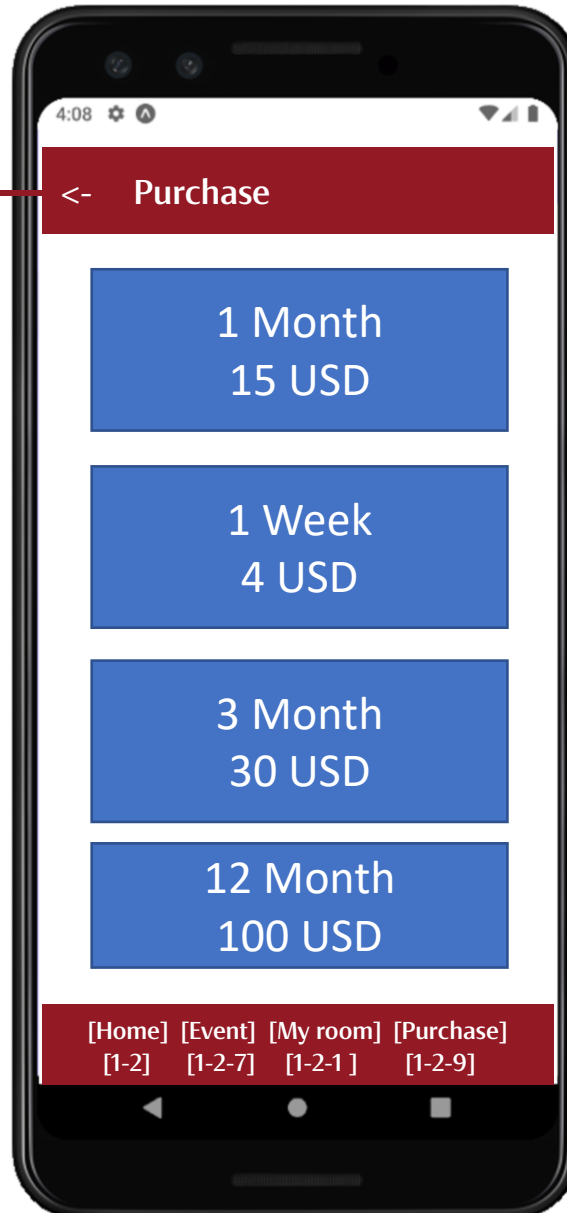 4:08
<- Purchase
1 Month
15 USD
1 Week
4 USD
3 Month
30 USD
12 Month
100 USD
[Home] [Event] [My room] [Purchase]
[1-2] [1-2-7] [1-2-1 ] [1-2-9]